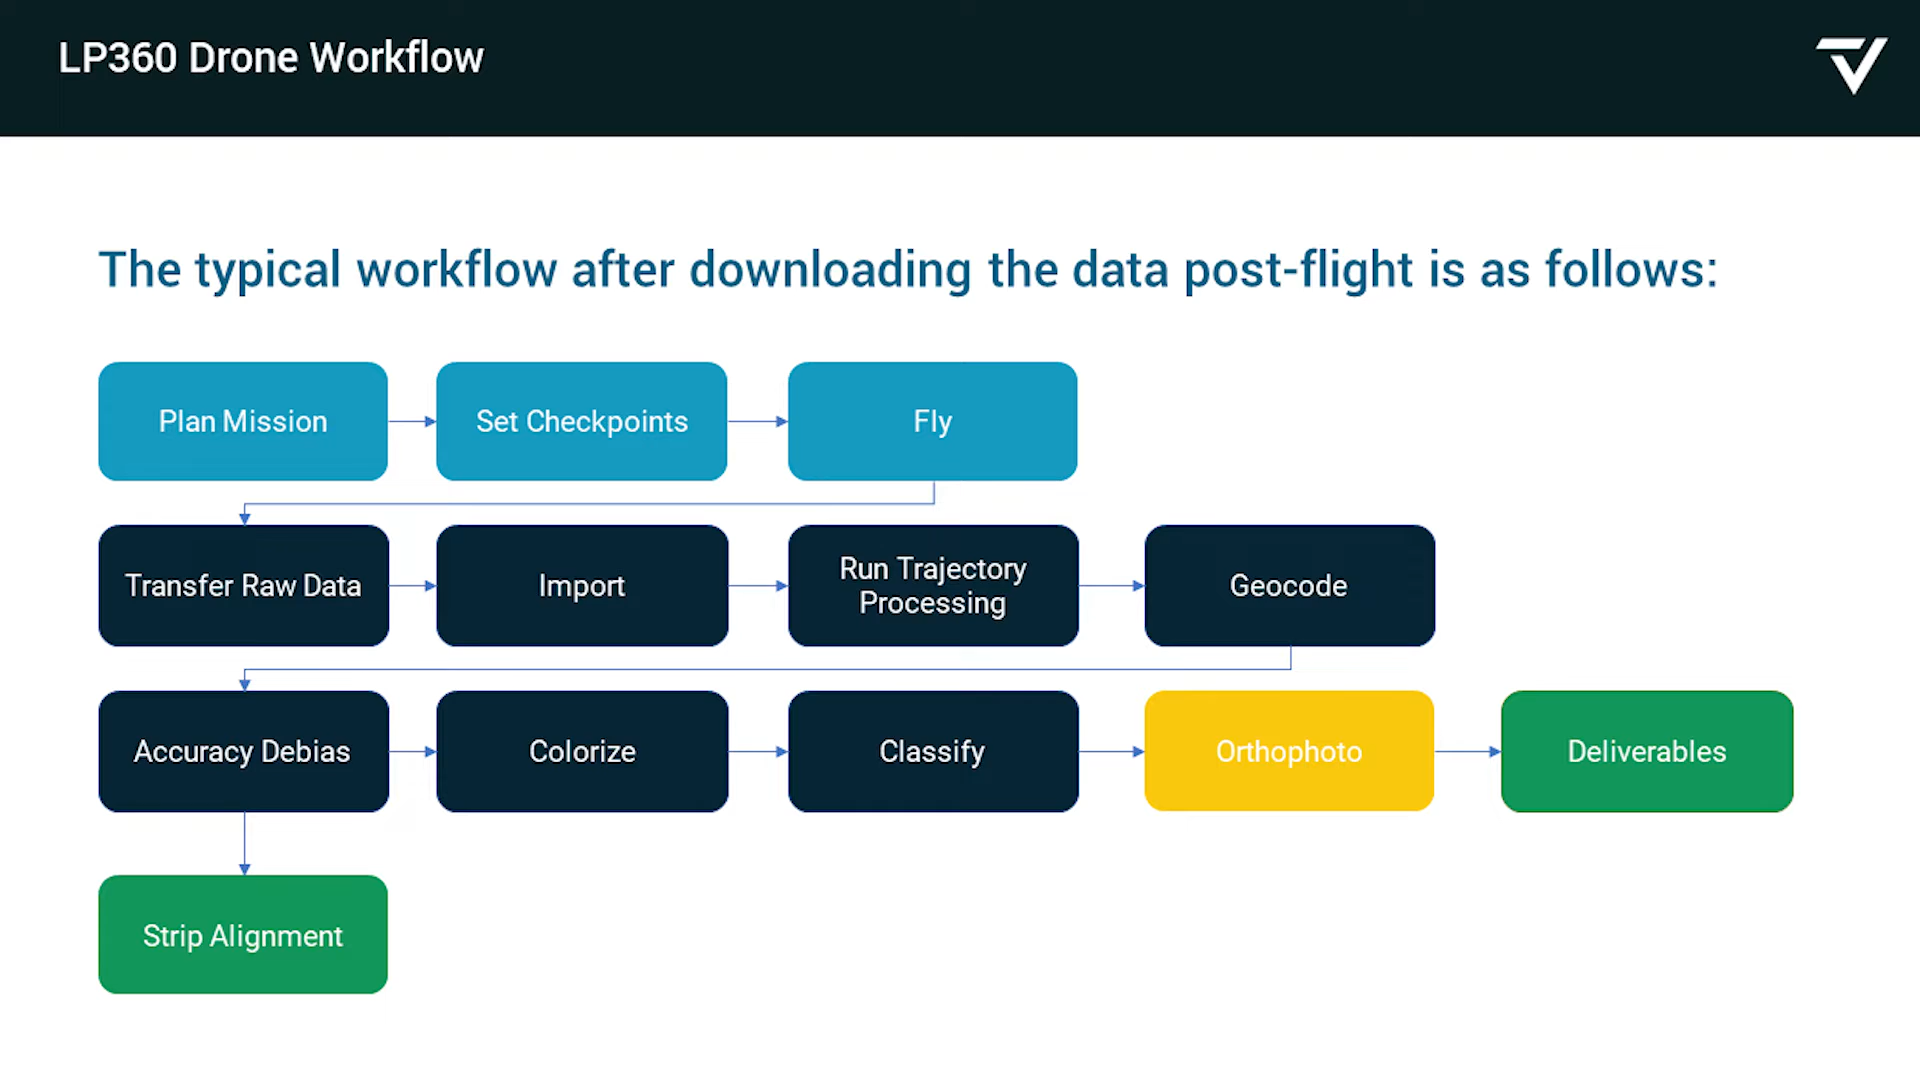 LP360 Drone Workflow
The typical workflow after downloading the data post-flight is as follows:
Plan Mission
Set Checkpoints
Fly
Transfer Raw Data
Import
Run Trajectory
Processing
Geocode
Accuracy Debias
Colorize
Classify
Orthophoto
Deliverables
Strip Alignment